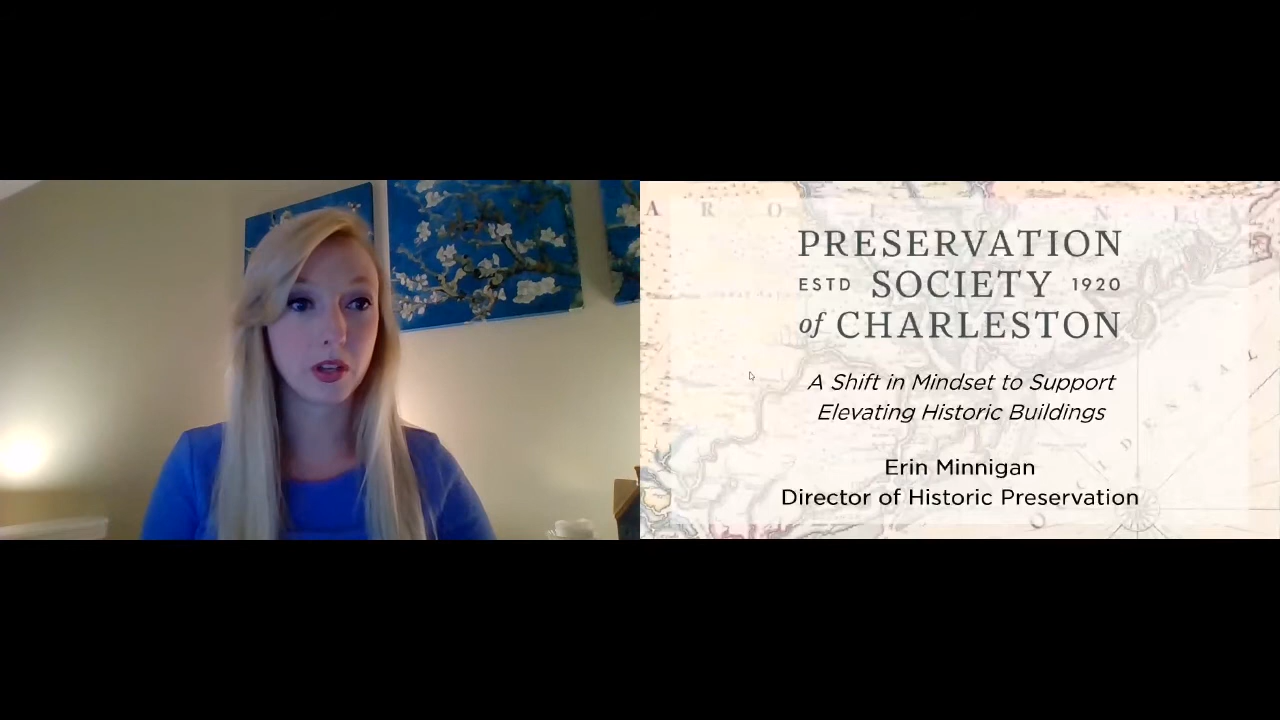 PRESERVATION
ESTD SOCIETY 1920
of CHARLESTON
A Shift in Mindset to Support
Elevating Historic Buildings
Erin Minnigan
Director of Historic Preservation